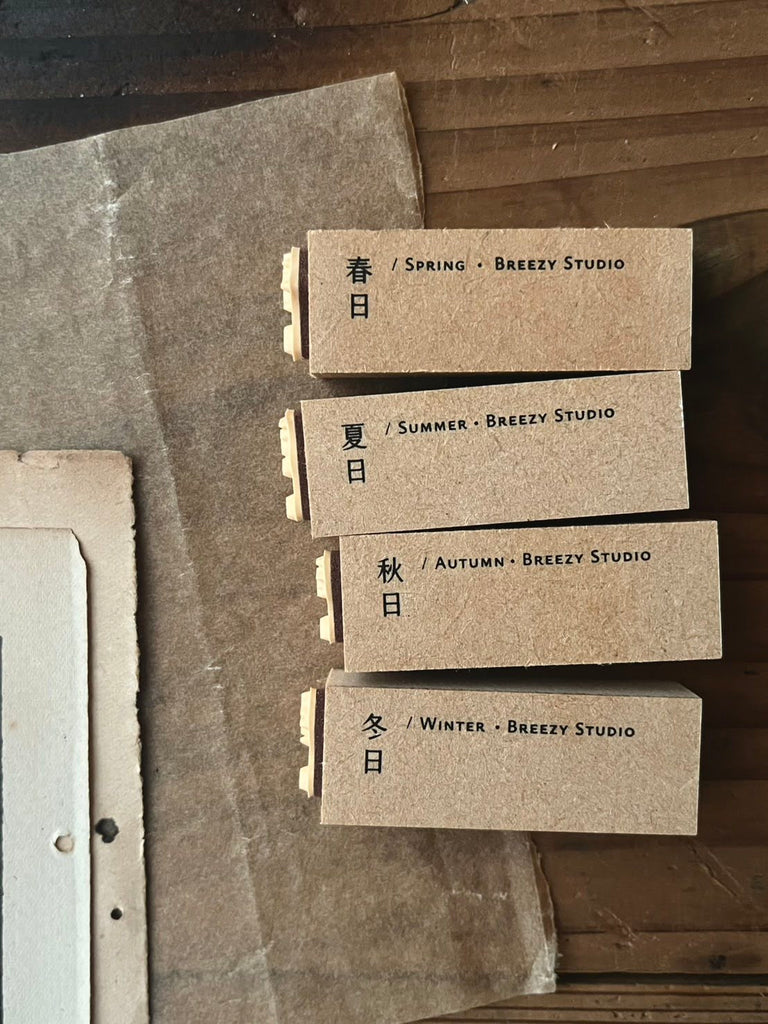 春日 / SPRING · BREEZY STUDIO
夏日 / SUMMER · BREEZY STUDIO
秋日 / AUTUMN · BREEZY STUDIO
冬日 / WINTER · BREEZY STUDIO